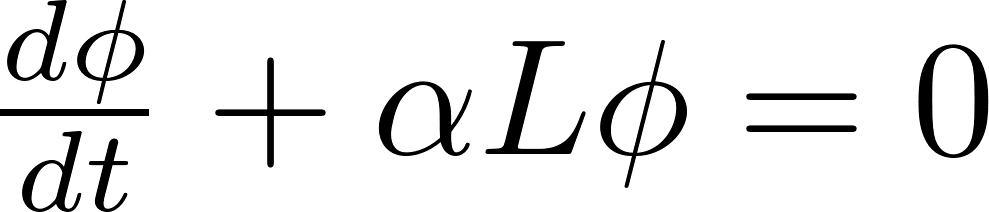 dϕ/dt + αLϕ = 0